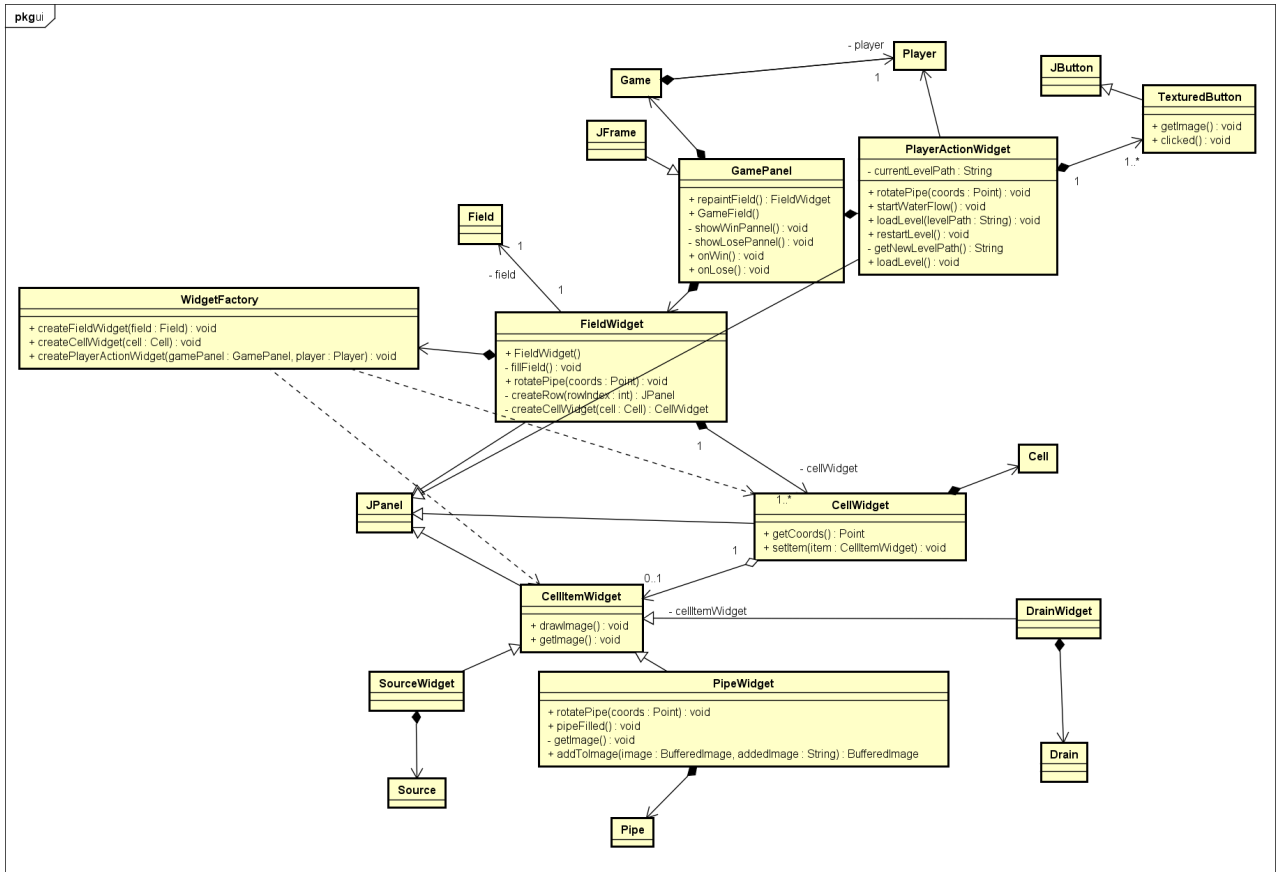 pkg ui
- player
Player
1
Game
JButton
TexturedButton
+ getImage() : void
+ clicked() : void
1..*
1
JFrame
PlayerActionWidget
- currentLevelPath : String
+ rotatePipe(coords : Point) : void
+ startWaterFlow() : void
+ loadLevel(levelPath : String) : void
+ restartLevel() : void
- getNewLevelPath() : String
+ loadLevel() : void
GamePanel
+ repaintField() : FieldWidget
+ GameField()
- showWinPannel() : void
- showLosePannel() : void
+ onWin() : void
+ onLose() : void
Field
1
- field
1
WidgetFactory
+ createFieldWidget(field : Field) : void
+ createCellWidget(cell : Cell) : void
+ createPlayerActionWidget(gamePanel : GamePanel, player : Player) : void
FieldWidget
+ FieldWidget()
- fillField() : void
+ rotatePipe(coords : Point) : void
- createRow(rowIndex : int) : JPanel
- createCellWidget(cell : Cell) : CellWidget
1
- cellWidget
1..*
Cell
JPanel
CellWidget
+ getCoords() : Point
+ setItem(item : CellItemWidget) : void
1
0..1
- cellItemWidget
CellItemWidget
+ drawImage() : void
+ getImage() : void
DrainWidget
SourceWidget
PipeWidget
+ rotatePipe(coords : Point) : void
+ pipeFilled() : void
- getImage() : void
+ addToImage(image : BufferedImage, addedImage : String) : BufferedImage
Drain
Source
Pipe